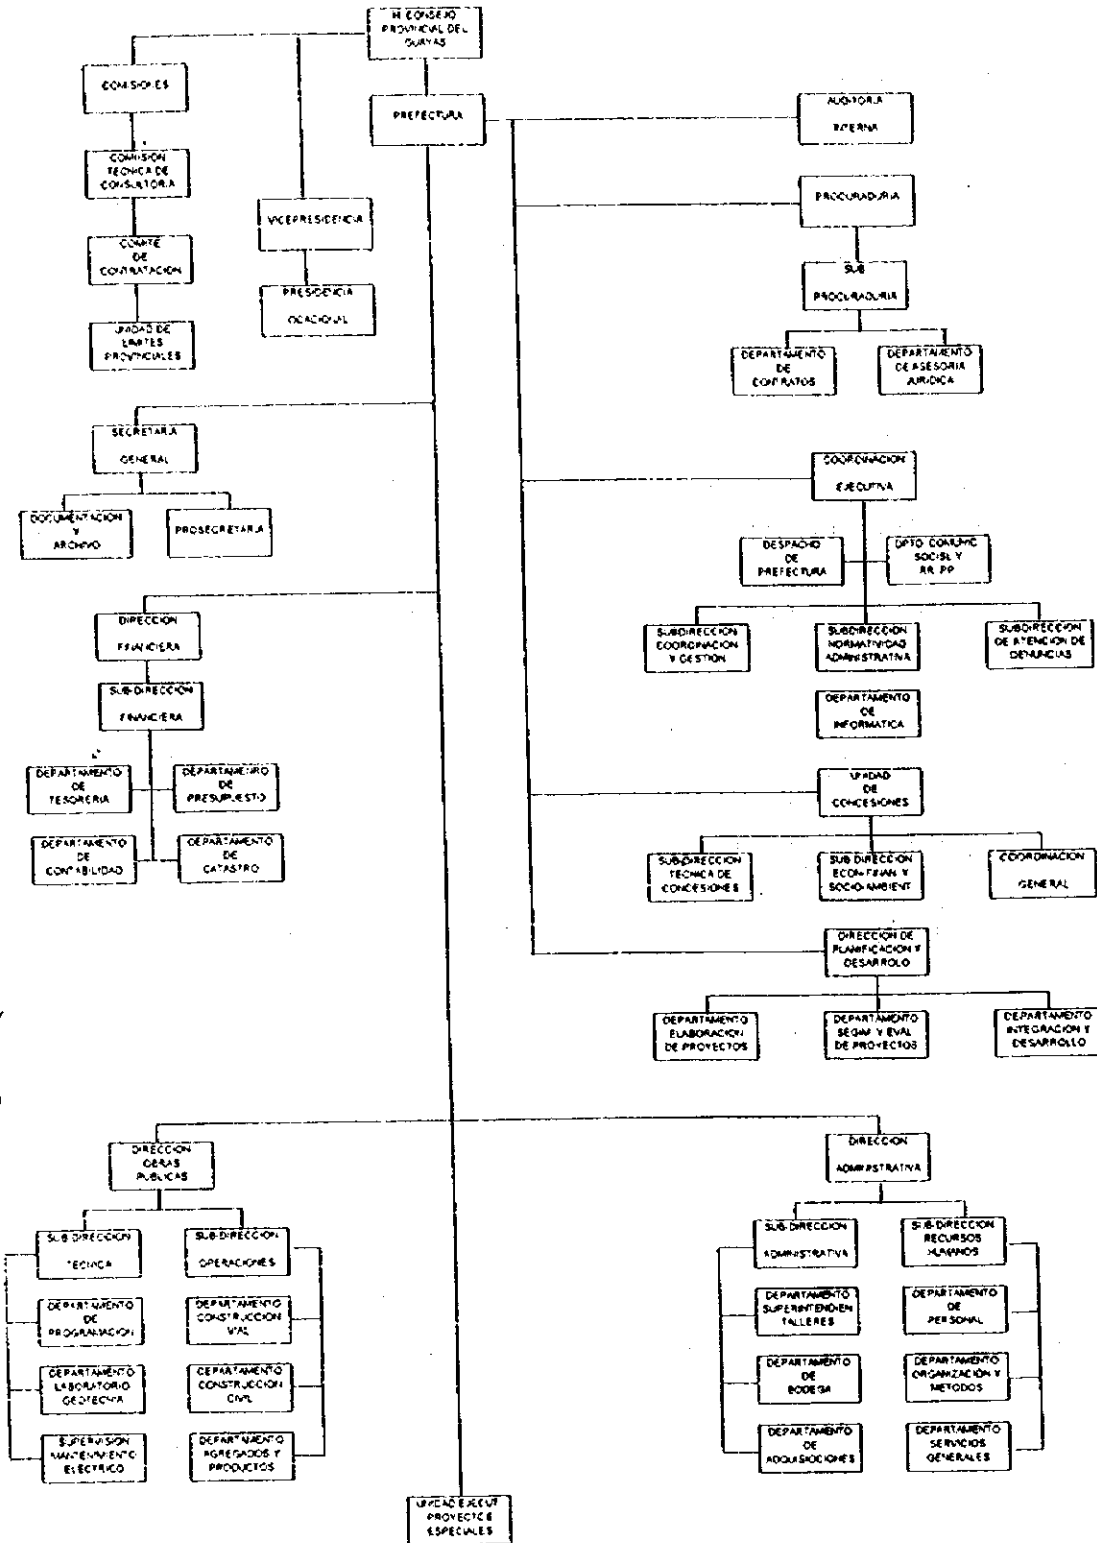 H. CONSEJO
PROVINCIAL DEL
GUAYAS
COMISIONES
PREFECTURA
AUDITORIA
INTERNA
COMISION
TECNICA DE
CONSULTORIA
PROCURADURIA
VICEPRESIDENCIA
COMITE
DE
CONTRATACION
SUB
PROCURADURIA
PRESIDENCIA
OCACIONAL
UNIDAD DE
LIMITES
PROVINCIALES
DEPARTAMENTO
DE
CONTRATOS
DEPARTAMENTO
DE ASESORIA
JURIDICA
SECRETARIA
GENERAL
COORDINACION
EJECUTIVA
DOCUMENTACION
Y
ARCHIVO
PROSECRETARIA
DESPACHO
DE
PREFECTURA
DPTO. COMUNIC.
SOCISL Y
RR. PP
DIRECCION
FINANCIERA
SUBDIRECCION
COORDINACION
Y GESTION
SUBDIRECCION
NORMATIVIDAD
ADMINISTRATIVA
SUBDIRECCION
DE ATENCION DE
DENUNCIAS
SUB-DIRECCION
FINANCIERA
DEPARTAMENTO
DE
INFORMATICA
DEPARTAMENTO
DE
TESORERIA
DEPARTAMENRO
DE
PRESUPUESTO
UNIDAD
DE
CONCESIONES
DEPARTAMENTO
DE
CONTABILIDAD
DEPARTAMENTO
DE
CATASTRO
SUB-DIRECCION
TECNICA DE
CONCESIONES
SUB DIRECCION
ECON-FINAN Y
SOCIO-AMBIENT
COORDINACION
GENERAL
DIRECCION DE
PLANIFICACION Y
DESARROLO
DEPARTAMENTO
ELABORACION
DE PROYECTOS
DEPARTAMENTO
SEGIM Y EVAL
DE PROYECTOS
DEPARTAMENTO
INTEGRACION Y
DESARROLLO
DIRECCION
OBRAS
PUBLICAS
DIRECCION
ADMINISTRATIVA
SUB-DIRECCION
TECNICA
SUB-DIRECCION
OPERACIONES
SUB-DIRECCION
ADMINISTRATIVA
SUB-DIRECCION
RECURSOS
HUMANOS
DEPARTAMENTO
DE
PROGRAMACION
DEPARTAMENTO
CONSTRUCCION
VIAL
DEPARTAMENTO
SUPERINTENDIEN
TALLERES
DEPARTAMENTO
DE
PERSONAL
DEPARTAMENTO
LABORATORIO
GEOTECNIA
DEPARTAMENTO
CONSTRUCCION
CIVIL
DEPARTAMENTO
DE
BODEGA
DEPARTAMENTO
ORGANIZACIÓN Y
METODOS
SUPERVISION
MANTENIMIENTO
ELECTRICO
DEPARTAMENTO
AGREGADOS Y
PRODUCTOS
DEPARTAMENTO
DE
ADQUISIOCIONES
DEPARTAMENTO
SERVICIOS
GENERALES
UNIDAD EJECUT
PROYECTOS
ESPECIALES